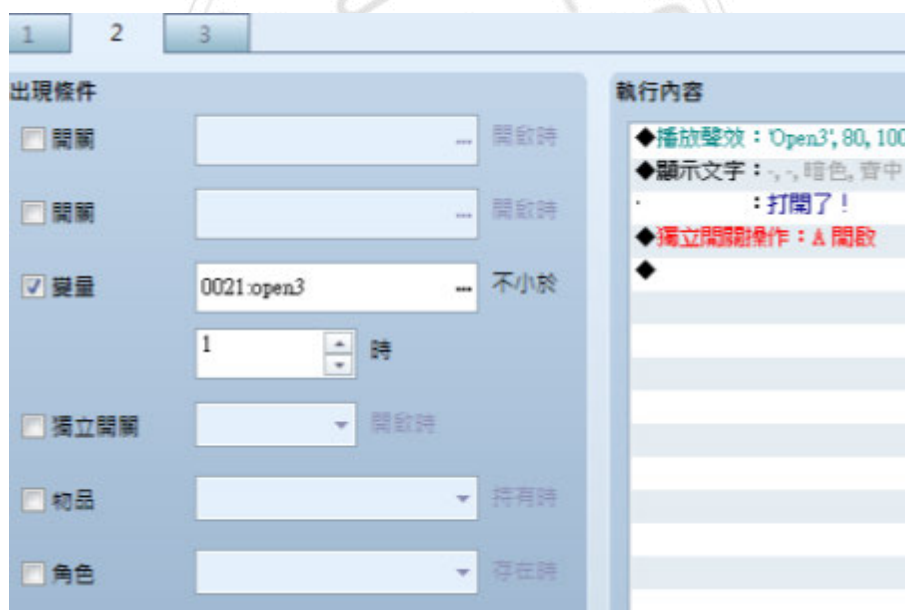 1 2 3
出現條件
開關 ... 開啟時
開關 ... 開啟時
變量 0021:open3 ... 不小於
1 時
獨立開關 開啟時
物品 持有時
角色 存在時
執行內容
◆播放聲效：'Open3', 80, 100
◆顯示文字：-, -, 暗色, 齊中
： 打開了！
◆獨立開關操作：A 開啟
◆